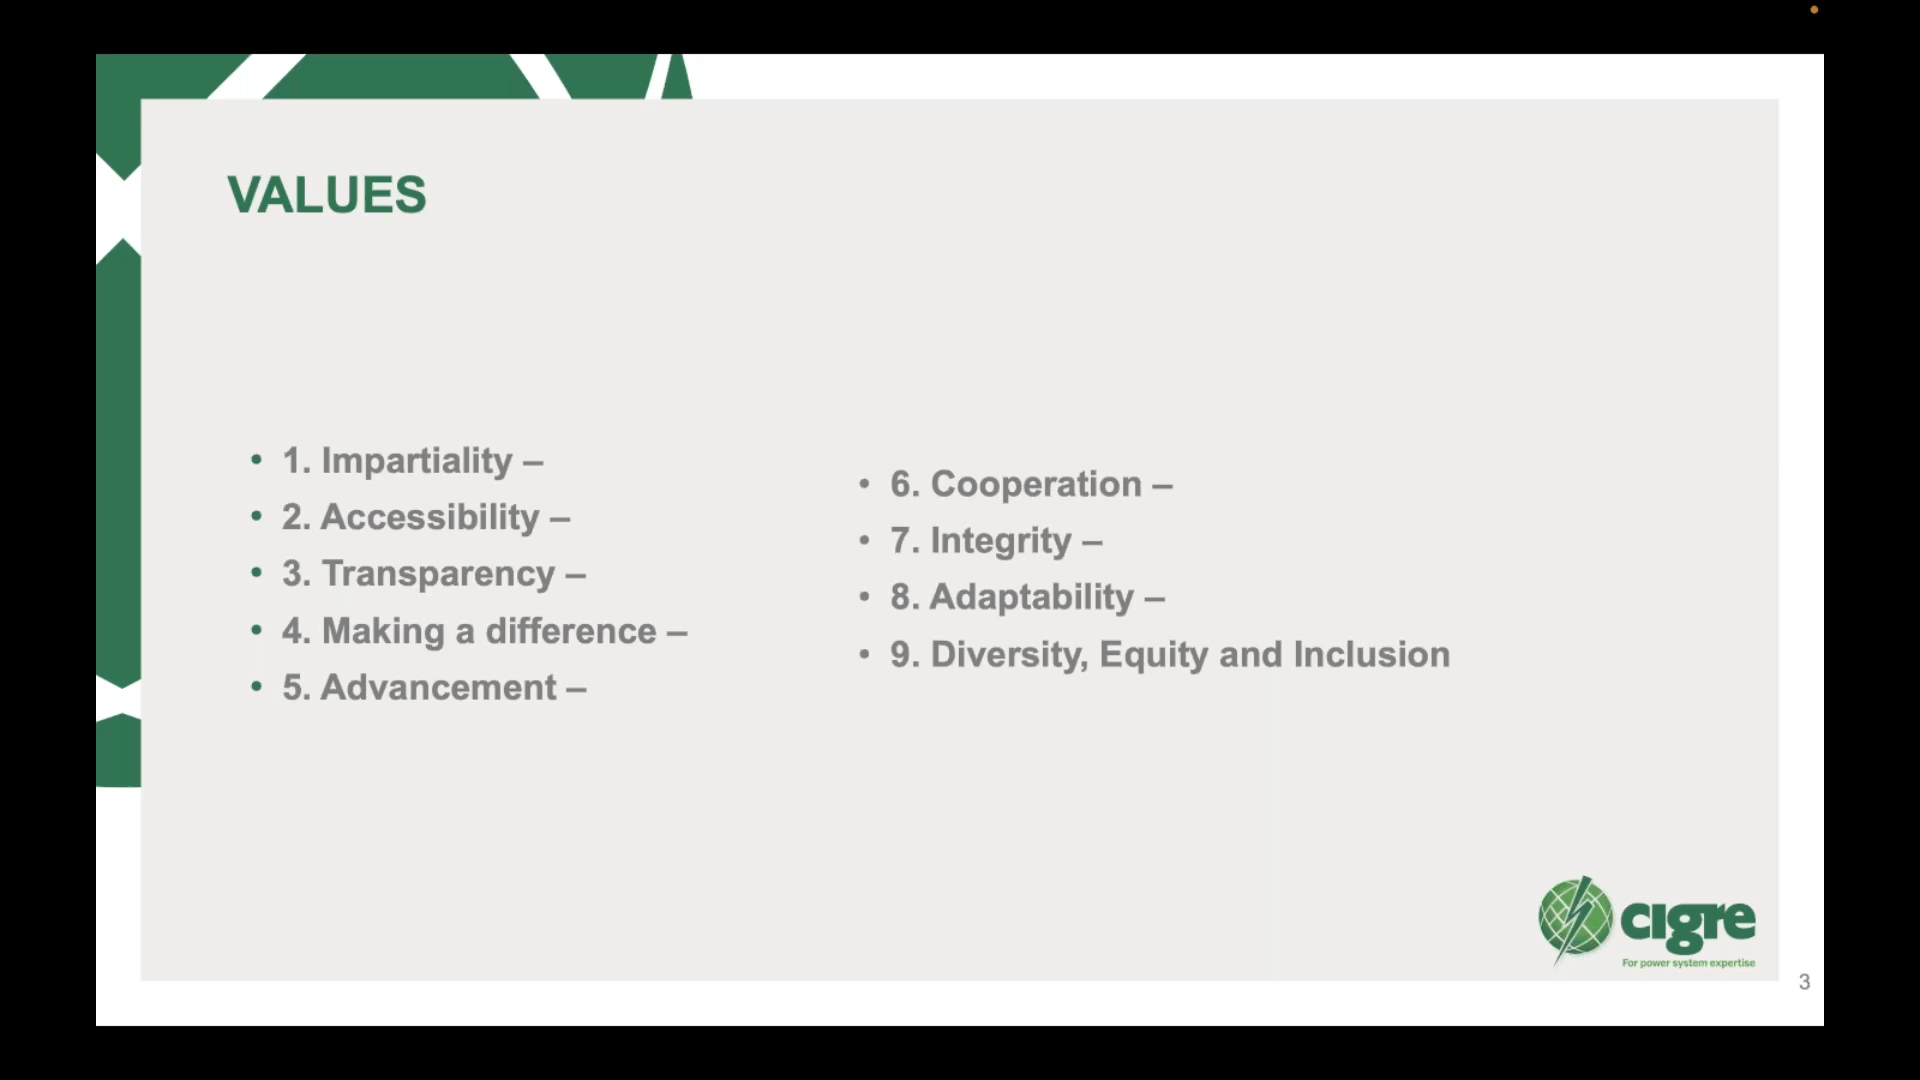 VALUES
• 1. Impartiality –
• 2. Accessibility –
• 3. Transparency –
• 4. Making a difference –
• 5. Advancement –
• 6. Cooperation –
• 7. Integrity –
• 8. Adaptability –
• 9. Diversity, Equity and Inclusion
cigre
For power system expertise
3